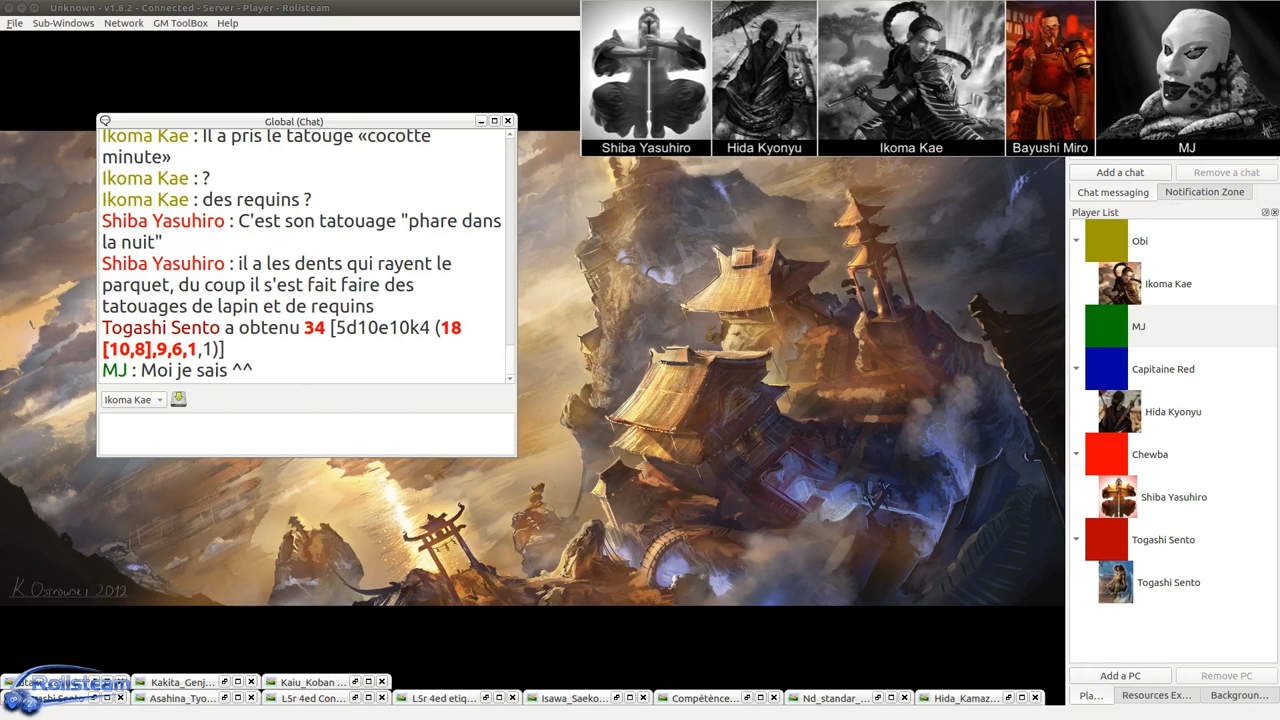 Unknown - v1.8.2 - Connected - Server - Player - Rolisteam
File Sub-Windows Network GM ToolBox Help
Shiba Yasuhiro Hida Kyonyu Ikoma Kae Bayushi Miro MJ
Global (Chat)
Ikoma Kae : Il a pris le tatouge «cocotte
minute»
Ikoma Kae : ?
Ikoma Kae : des requins ?
Shiba Yasuhiro : C'est son tatouage "phare dans
la nuit"
Shiba Yasuhiro : il a les dents qui rayent le
parquet, du coup il s'est fait faire des
tatouages de lapin et de requins
Togashi Sento a obtenu 34 [5d10e10k4 (18
[10,8],9,6,1,1)]
MJ : Moi je sais ^^
Ikoma Kae
Add a chat Remove a chat
Chat messaging Notification Zone
Player List
Obi
Ikoma Kae
MJ
Capitaine Red
Hida Kyonyu
Chewba
Shiba Yasuhiro
Togashi Sento
Togashi Sento
Add a PC Remove PC
Pla... Resources Ex... Backgroun...
K Ostrowski 2012
Kakita_Genj... Kaiu_Koban ...
Rolisteam
Asahina_Tyo... L5r 4ed Con... L5r 4ed etiq... Isawa_Saeko... Compétence... Nd_standar_... Hida_Kamaz...